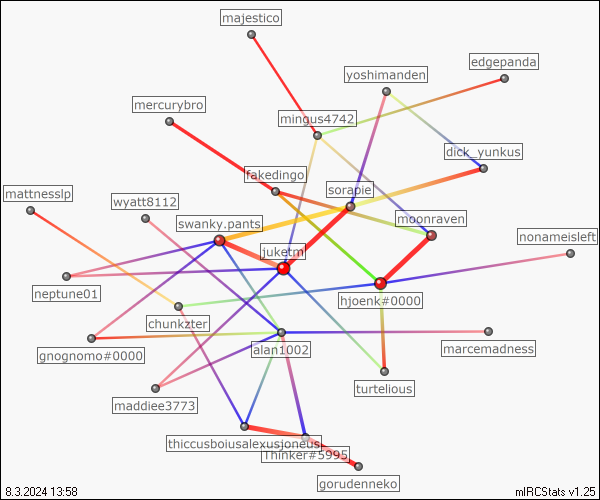 majestico
edgepanda
yoshimanden
mercurybro
mingus4742
dick_yunkus
fakedingo
sorapie
mattnesslp
wyatt8112
swanky.pants
moonraven
nonameisleft
juketm
neptune01
hjoenk#0000
chunkzter
gnognomo#0000
alan1002
marcemadness
turtelious
maddiee3773
thiccusboiusalexusjoneus
Thinker#5995
gorudenneko
8.3.2024 13:58
mIRCStats v1.25